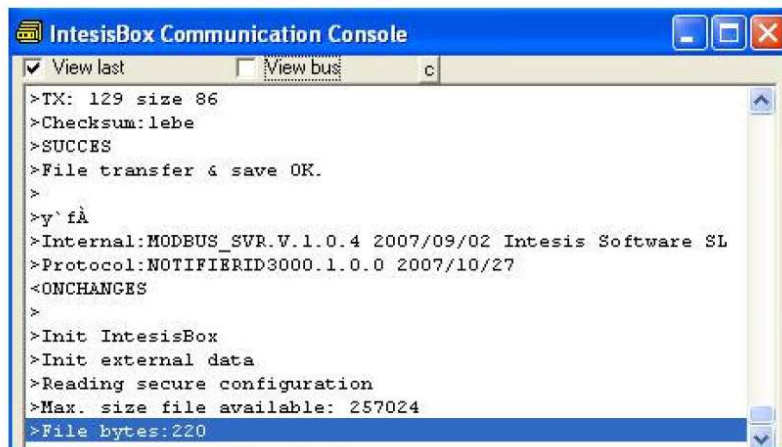 IntesisBox Communication Console
View last View bus c
>TX: 129 size 86
>Checksum:lebe
>SUCCES
>File transfer & save OK.
>
>y`fÀ
>Internal:MODBUS_SVR.V.1.0.4 2007/09/02 Intesis Software SL
>Protocol:NOTIFIERID3000.1.0.0 2007/10/27
<ONCHANGES
>
>Init IntesisBox
>Init external data
>Reading secure configuration
>Max. size file available: 257024
>File bytes:220